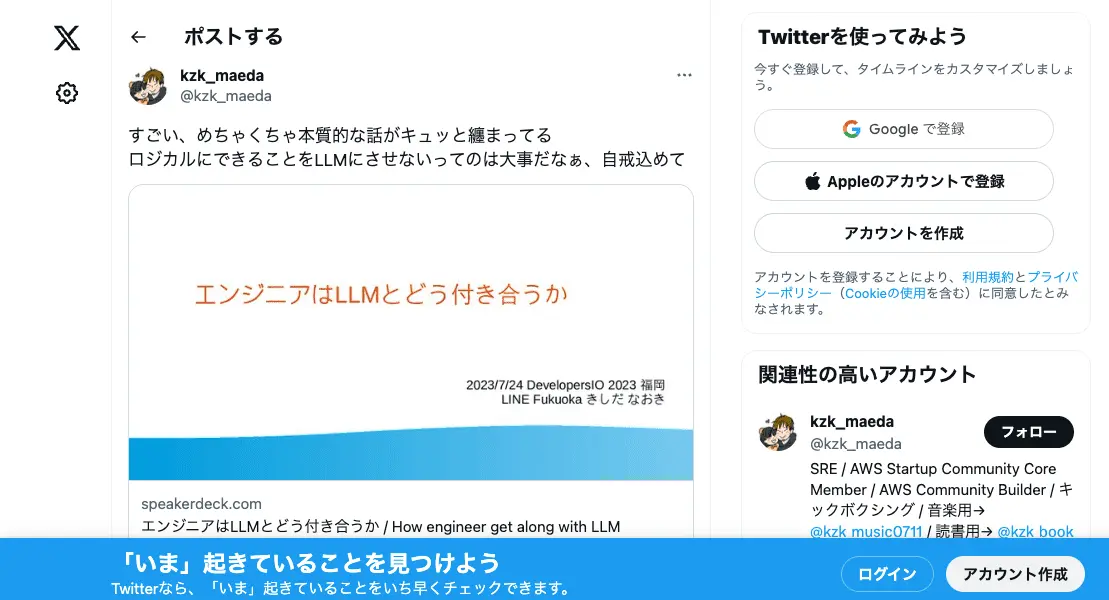 ポストする
kzk_maeda
@kzk_maeda
すごい、めちゃくちゃ本質的な話がキュッと纏まってる
ロジカルにできることをLLMにさせないってのは大事だなぁ、自戒込めて
エンジニアはLLMとどう付き合うか
2023/7/24 DevelopersIO 2023 福岡
LINE Fukuoka きしだ なおき
speakerdeck.com
エンジニアはLLMとどう付き合うか / How engineer get along with LLM
Twitterを使ってみよう
今すぐ登録して、タイムラインをカスタマイズしましょ
う。
Google で登録
Appleのアカウントで登録
アカウントを作成
アカウントを登録することにより、利用規約とプライバ
シーポリシー（Cookieの使用を含む）に同意したとみ
なされます。
関連性の高いアカウント
kzk_maeda
@kzk_maeda
フォロー
SRE / AWS Startup Community Core
Member / AWS Community Builder / キ
ックボクシング / 音楽用→
@kzk_music0711 / 読書用→ @kzk_book
「いま」起きていることを見つけよう
Twitterなら、「いま」起きていることをいち早くチェックできます。
ログイン
アカウント作成